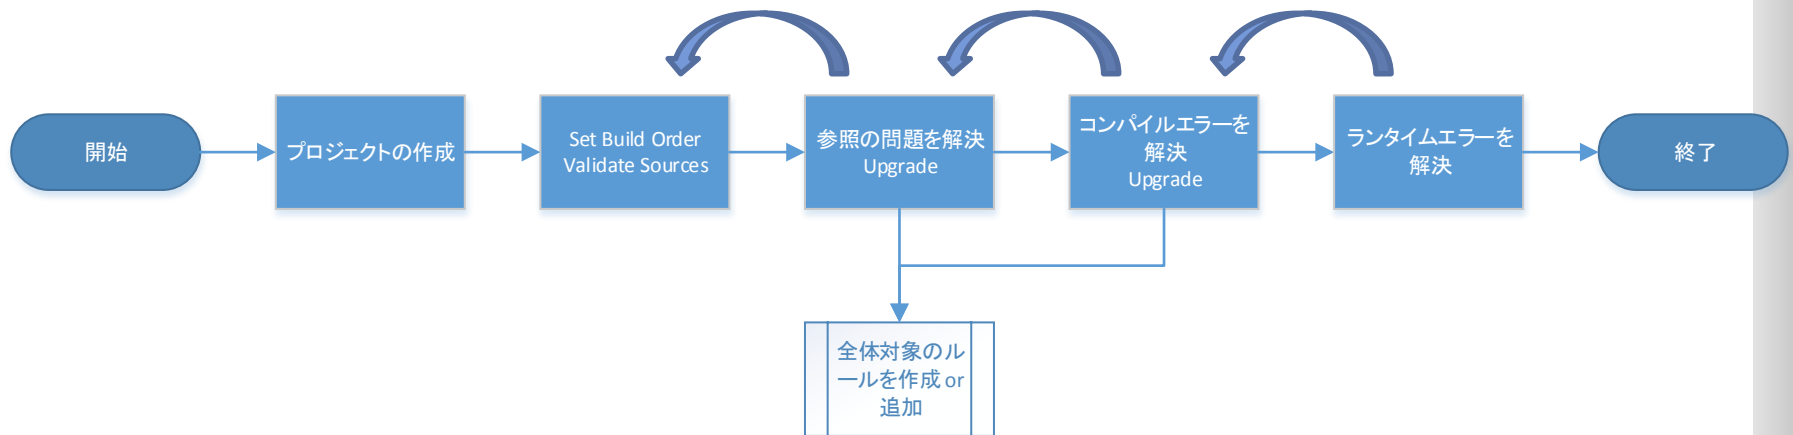 開始
プロジェクトの作成
Set Build Order
Validate Sources
参照の問題を解決
Upgrade
コンパイルエラーを
解決
Upgrade
ランタイムエラーを
解決
終了
全体対象のル
ールを作成 or
追加